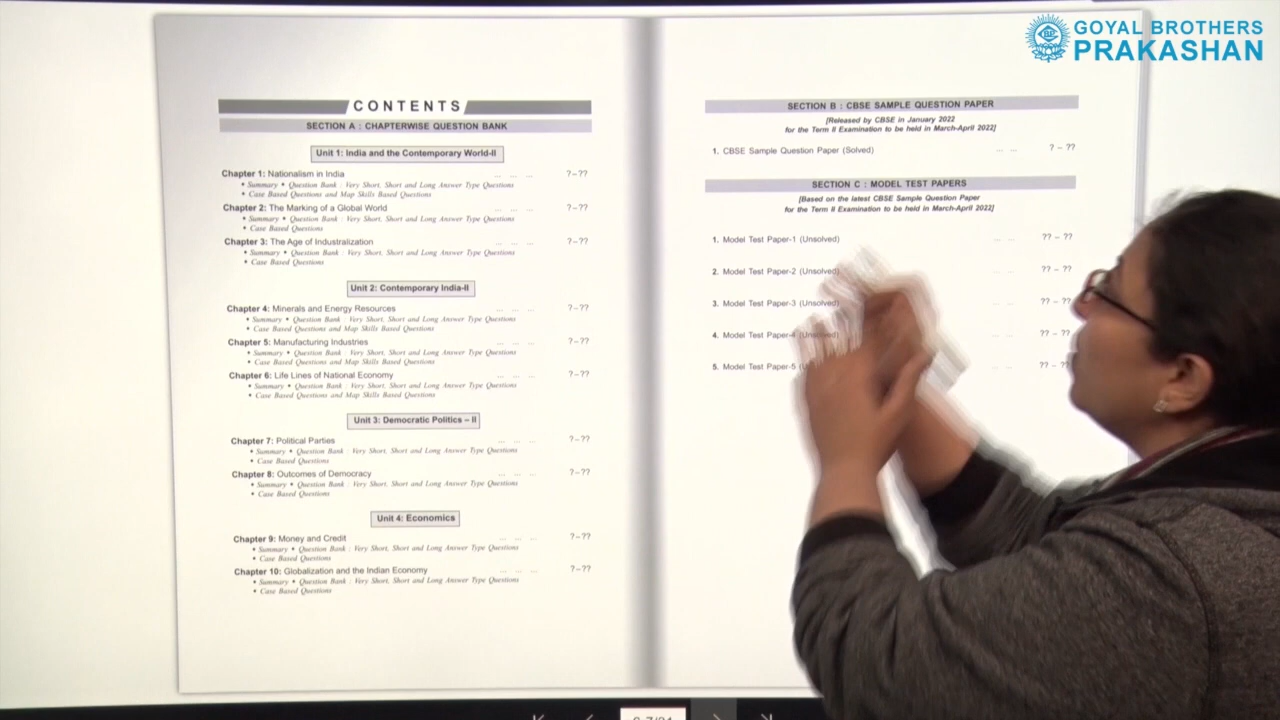 GOYAL BROTHERS
PRAKASHAN
CONTENTS
SECTION A : CHAPTERWISE QUESTION BANK
Unit 1: India and the Contemporary World-II
Chapter 1: Nationalism in India ... ... ... ?–??
• Summary • Question Bank : Very Short, Short and Long Answer Type Questions
• Case Based Questions and Map Skills Based Questions
Chapter 2: The Marking of a Global World ... ... ... ?–??
• Summary • Question Bank : Very Short, Short and Long Answer Type Questions
• Case Based Questions
Chapter 3: The Age of Industralization ... ... ... ?–??
• Summary • Question Bank : Very Short, Short and Long Answer Type Questions
• Case Based Questions
Unit 2: Contemporary India-II
Chapter 4: Minerals and Energy Resources ... ... ... ?–??
• Summary • Question Bank : Very Short, Short and Long Answer Type Questions
• Case Based Questions and Map Skills Based Questions
Chapter 5: Manufacturing Industries ... ... ... ?–??
• Summary • Question Bank : Very Short, Short and Long Answer Type Questions
• Case Based Questions and Map Skills Based Questions
Chapter 6: Life Lines of National Economy ... ... ... ?–??
• Summary • Question Bank : Very Short, Short and Long Answer Type Questions
• Case Based Questions and Map Skills Based Questions
Unit 3: Democratic Politics – II
Chapter 7: Political Parties ... ... ... ?–??
• Summary • Question Bank : Very Short, Short and Long Answer Type Questions
• Case Based Questions
Chapter 8: Outcomes of Democracy ... ... ... ?–??
• Summary • Question Bank : Very Short, Short and Long Answer Type Questions
• Case Based Questions
Unit 4: Economics
Chapter 9: Money and Credit ... ... ... ?–??
• Summary • Question Bank : Very Short, Short and Long Answer Type Questions
• Case Based Questions
Chapter 10: Globalization and the Indian Economy ... ... ... ?–??
• Summary • Question Bank : Very Short, Short and Long Answer Type Questions
• Case Based Questions
SECTION B : CBSE SAMPLE QUESTION PAPER
[Released by CBSE in January 2022
for the Term II Examination to be held in March-April 2022]
1. CBSE Sample Question Paper (Solved) ... ... ? – ??
SECTION C : MODEL TEST PAPERS
[Based on the latest CBSE Sample Question Paper
for the Term II Examination to be held in March-April 2022]
1. Model Test Paper-1 (Unsolved) ... ... ?? – ??
2. Model Test Paper-2 (Unsolved) ... ... ?? – ??
3. Model Test Paper-3 (Unsolved) ... ... ?? – ??
4. Model Test Paper-4 (Unsolved) ... ... ?? – ??
5. Model Test Paper-5 ... ... ?? – ??